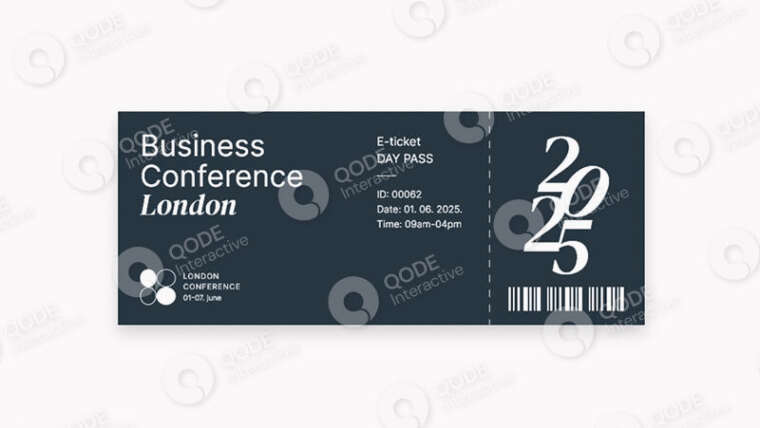 Business
Conference
London
E-ticket
DAY PASS
ID: 00062
Date: 01. 06. 2025.
Time: 09am-04pm
LONDON
CONFERENCE
01-07. june
2025
QODE
Interactive